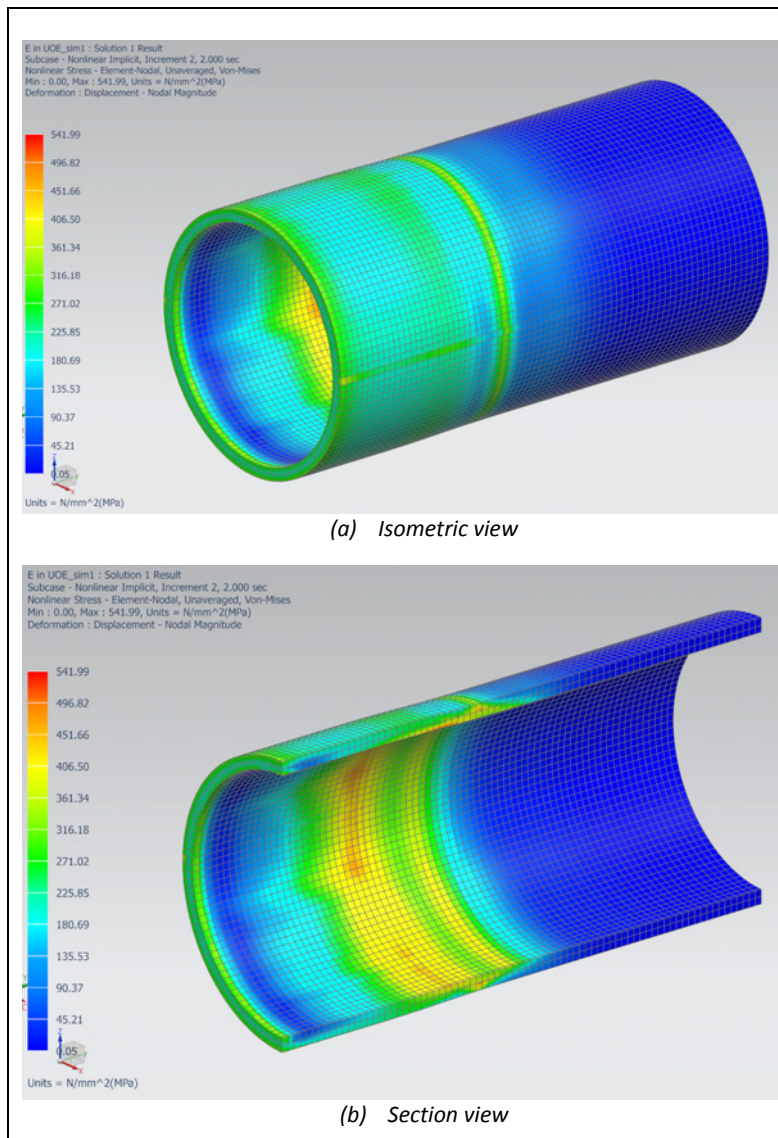 E in UOE_sim1 : Solution 1 Result
Subcase - Nonlinear Implicit, Increment 2, 2.000 sec
Nonlinear Stress - Element-Nodal, Unaveraged, Von-Mises
Min : 0.00, Max : 541.99, Units = N/mm^2(MPa)
Deformation : Displacement - Nodal Magnitude
541.99
496.82
451.66
406.50
361.34
316.18
271.02
225.85
180.69
135.53
90.37
45.21
0.05
Z
X
Units = N/mm^2(MPa)
(a) Isometric view
E in UOE_sim1 : Solution 1 Result
Subcase - Nonlinear Implicit, Increment 2, 2.000 sec
Nonlinear Stress - Element-Nodal, Unaveraged, Von-Mises
Min : 0.00, Max : 541.99, Units = N/mm^2(MPa)
Deformation : Displacement - Nodal Magnitude
541.99
496.82
451.66
406.50
361.34
316.18
271.02
225.85
180.69
135.53
90.37
45.21
0.05
Z
X
Units = N/mm^2(MPa)
(b) Section view